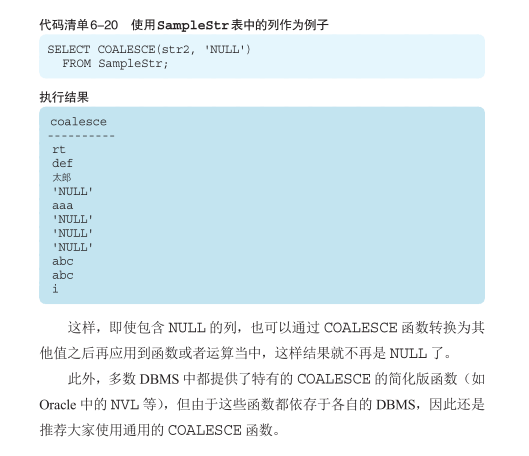 代码清单6-20 使用SampleStr表中的列作为例子
SELECT COALESCE(str2, 'NULL')
FROM SampleStr;
执行结果
coalesce
----------
rt
def
太郎
'NULL'
aaa
'NULL'
'NULL'
'NULL'
abc
abc
i
这样，即使包含 NULL 的列，也可以通过 COALESCE 函数转换为其
他值之后再应用到函数或者运算当中，这样结果就不再是 NULL 了。
此外，多数 DBMS 中都提供了特有的 COALESCE 的简化版函数（如
Oracle 中的 NVL 等），但由于这些函数都依存于各自的 DBMS，因此还是
推荐大家使用通用的 COALESCE 函数。